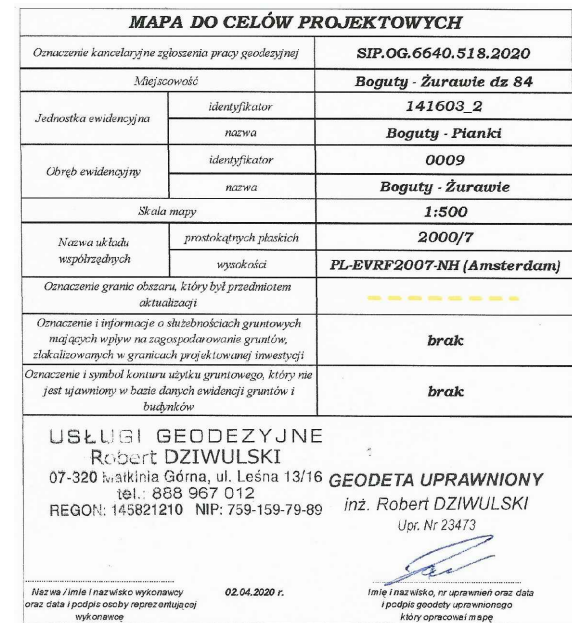 MAPA DO CELÓW PROJEKTOWYCH
Oznaczenie kancelaryjne zgłoszenia pracy geodezyjnej SIP.OG.6640.518.2020
Miejscowość Boguty - Żurawie dz 84
Jednostka ewidencyjna identyfikator 141603_2
nazwa Boguty - Pianki
Obręb ewidencyjny identyfikator 0009
nazwa Boguty - Żurawie
Skala mapy 1:500
Nazwa układu współrzędnych prostokątnych płaskich 2000/7
wysokości PL-EVRF2007-NH (Amsterdam)
Oznaczenie granic obszaru, który był przedmiotem
aktualizacji
Oznaczenie i informacje o służebnościach gruntowych
mających wpływ na zagospodarowanie gruntów,
zlakalizowanych w granicach projektowanej inwestycji
brak
Oznaczenie i symbol konturu użytku gruntowego, który nie
jest ujawniony w bazie danych ewidencji gruntów i
budynków
brak
USŁUGI GEODEZYJNE
Robert DZIWULSKI
07-320 Małkinia Górna, ul. Leśna 13/16
tel.: 888 967 012
REGON: 145821210 NIP: 759-159-79-89
GEODETA UPRAWNIONY
inż. Robert DZIWULSKI
Upr. Nr 23473
Nazwa / imie i nazwisko wykonawcy
oraz data i podpis osoby reprezentującej
wykonawcę
02.04.2020 r.
Imię i nazwisko, nr uprawnień oraz data
i podpis geodety uprawnionego
który opracował mapę